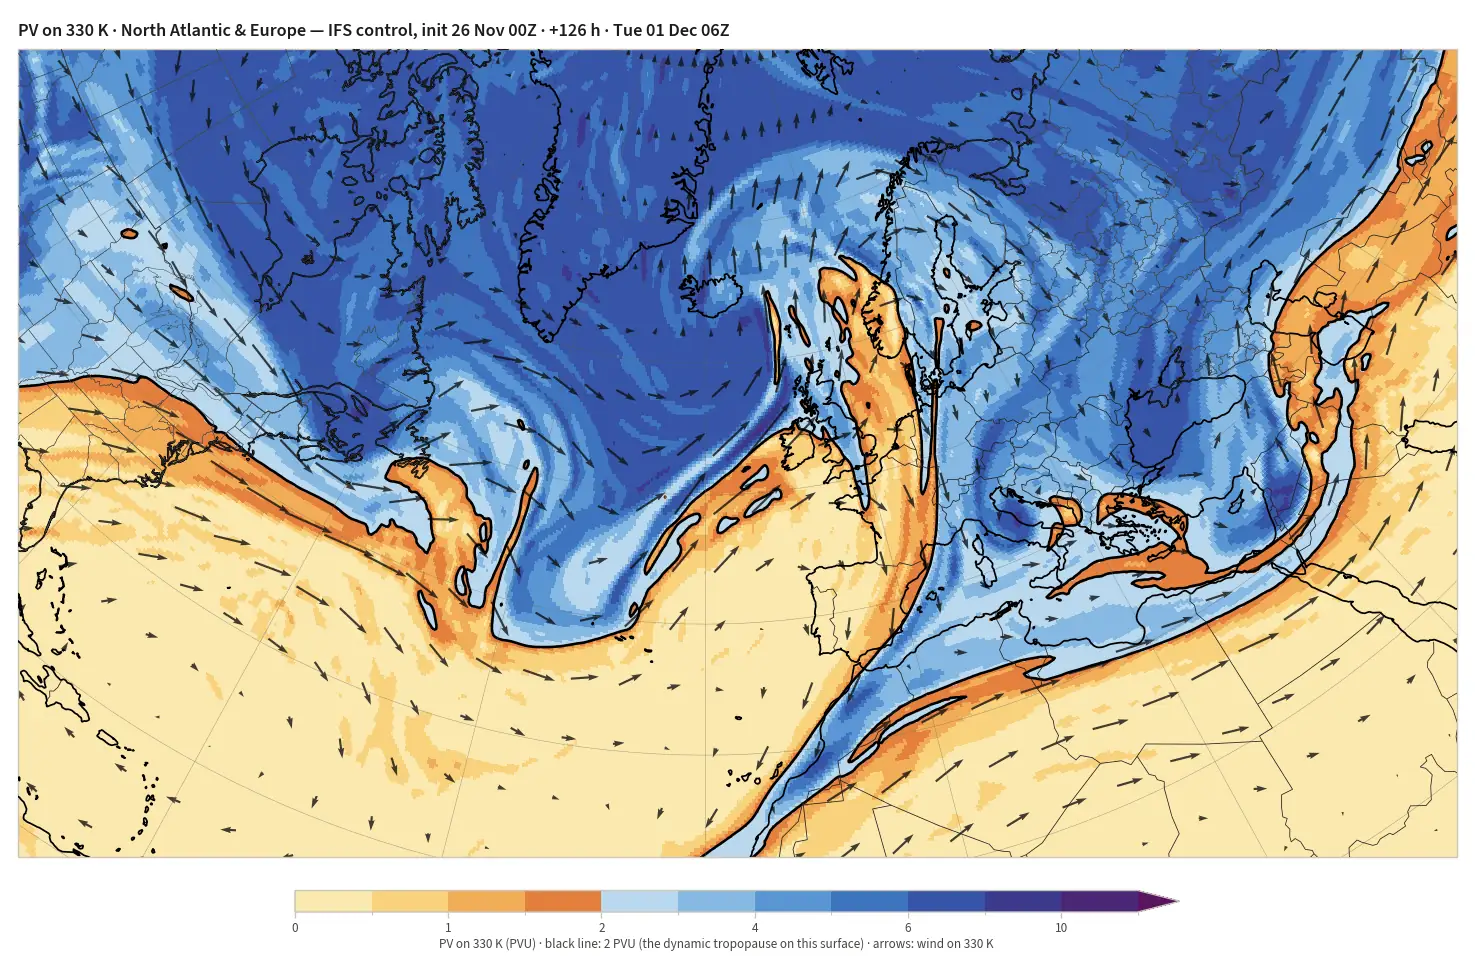 PV on 330 K · North Atlantic & Europe — IFS control, init 26 Nov 00Z · +126 h · Tue 01 Dec 06Z
0 1 2 4 6 10
PV on 330 K (PVU) · black line: 2 PVU (the dynamic tropopause on this surface) · arrows: wind on 330 K